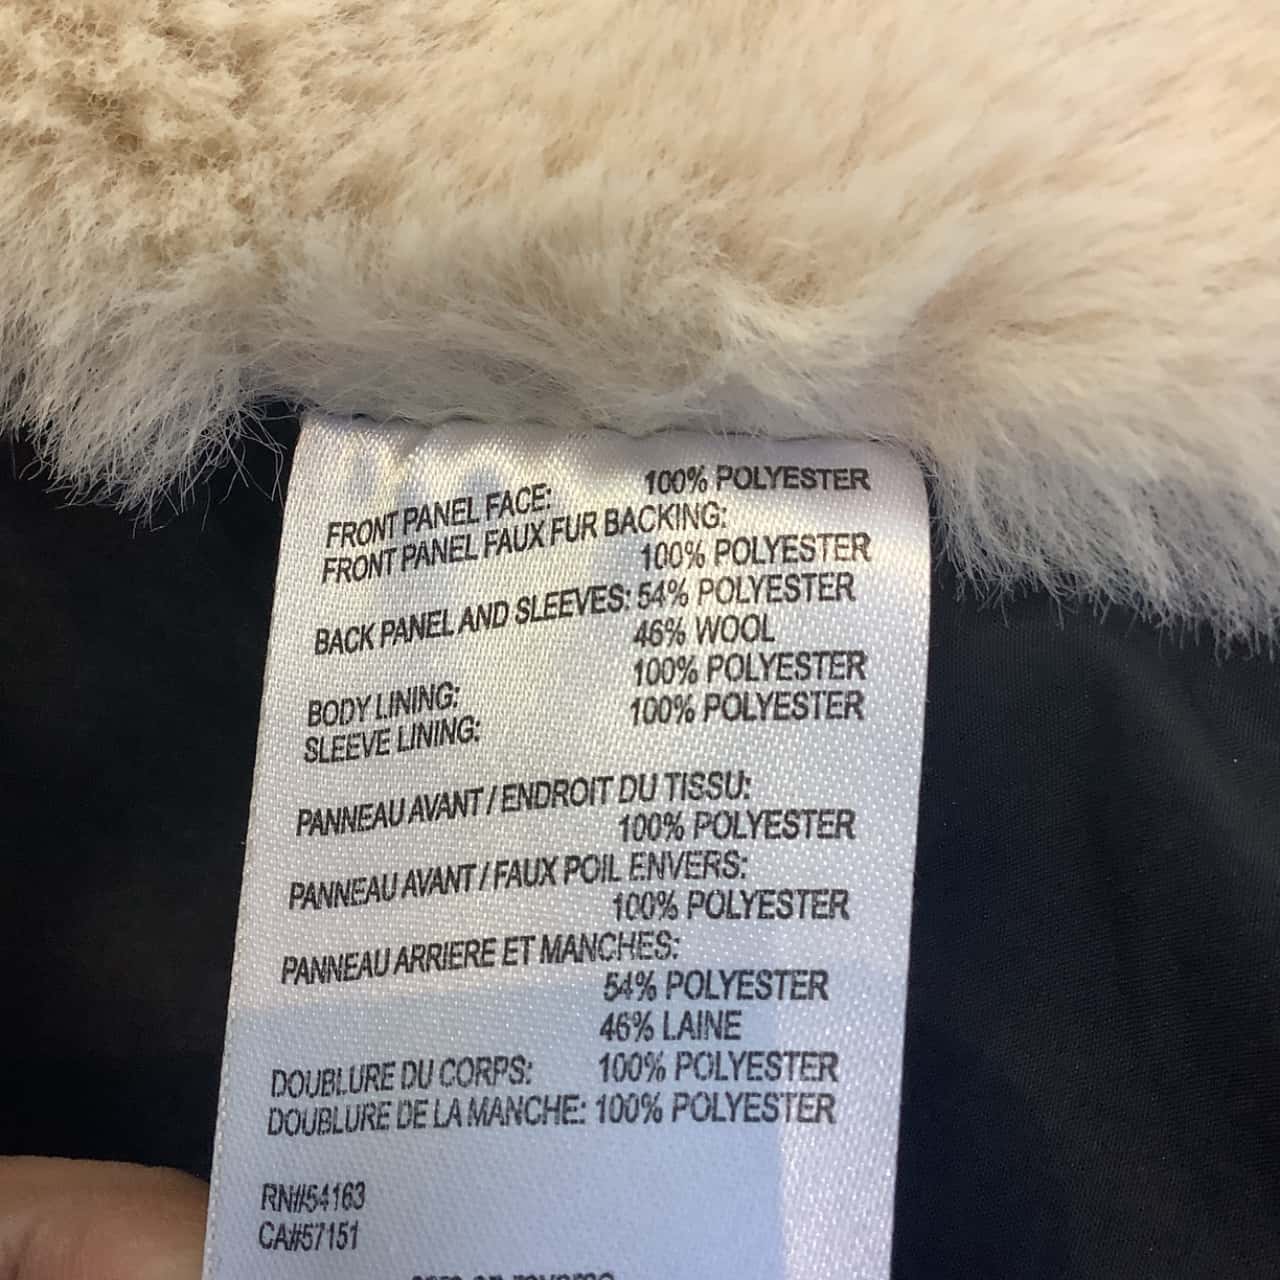 FRONT PANEL FACE: 100% POLYESTER
FRONT PANEL FAUX FUR BACKING:
100% POLYESTER
BACK PANEL AND SLEEVES: 54% POLYESTER
46% WOOL
BODY LINING: 100% POLYESTER
SLEEVE LINING: 100% POLYESTER
PANNEAU AVANT / ENDROIT DU TISSU:
100% POLYESTER
PANNEAU AVANT / FAUX POIL ENVERS:
100% POLYESTER
PANNEAU ARRIERE ET MANCHES:
54% POLYESTER
46% LAINE
DOUBLURE DU CORPS: 100% POLYESTER
DOUBLURE DE LA MANCHE: 100% POLYESTER
RN#54163
CA#57151
care on reverse